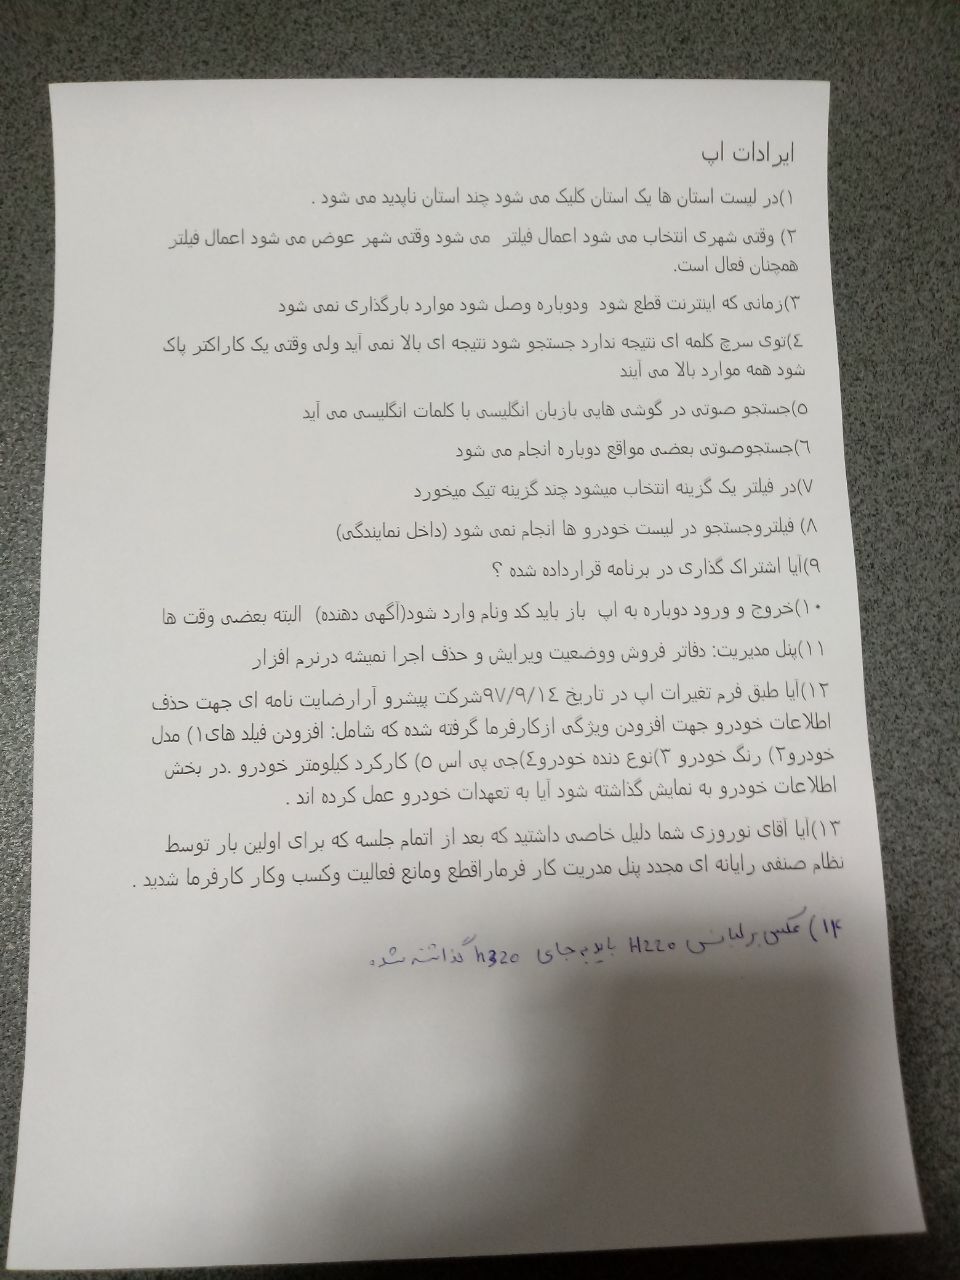 ایرادات اپ
۱)در لیست استان ها یک استان کلیک می شود چند استان ناپدید می شود .
۲) وقتی شهری انتخاب می شود اعمال فیلتر می شود وقتی شهر عوض می شود اعمال فیلتر
همچنان فعال است.
۳)زمانی که اینترنت قطع شود ودوباره وصل شود موارد بارگذاری نمی شود
٤)توی سرچ کلمه ای نتیجه ندارد جستجو شود نتیجه ای بالا نمی آید ولی وقتی یک کاراکتر پاک
شود همه موارد بالا می آیند
٥)جستجو صوتی در گوشی هایی بازبان انگلیسی با کلمات انگلیسی می آید
٦)جستجوصوتی بعضی مواقع دوباره انجام می شود
۷)در فیلتر یک گزینه انتخاب میشود چند گزینه تیک میخورد
۸) فیلتروجستجو در لیست خودرو ها انجام نمی شود (داخل نمایندگی)
۹)آیا اشتراک گذاری در برنامه قرارداده شده ؟
۱۰)خروج و ورود دوباره به اپ باز باید کد ونام وارد شود(آگهی دهنده) البته بعضی وقت ها
۱۱)پنل مدیریت: دفاتر فروش ووضعیت ویرایش و حذف اجرا نمیشه درنرم افزار
۱۲)آیا طبق فرم تغیرات اپ در تاریخ ۹۷/۹/۱٤شرکت پیشرو آرارضایت نامه ای جهت حذف
اطلاعات خودرو جهت افزودن ویژگی ازکارفرما گرفته شده که شامل: افزودن فیلد های۱) مدل
خودرو۲) رنگ خودرو ۳)نوع دنده خودرو٤)جی پی اس ٥) کارکرد کیلومتر خودرو .در بخش
اطلاعات خودرو به نمایش گذاشته شود آیا به تعهدات خودرو عمل کرده اند .
۱۳)آیا آقای نوروزی شما دلیل خاصی داشتید که بعد از اتمام جلسه که برای اولین بار توسط
نظام صنفی رایانه ای مجدد پنل مدریت کار فرماراقطع ومانع فعالیت وکسب وکار کارفرما شدید .
۱۴) عکس برلیانس H220 باید به جای h320 گذاشته شده.